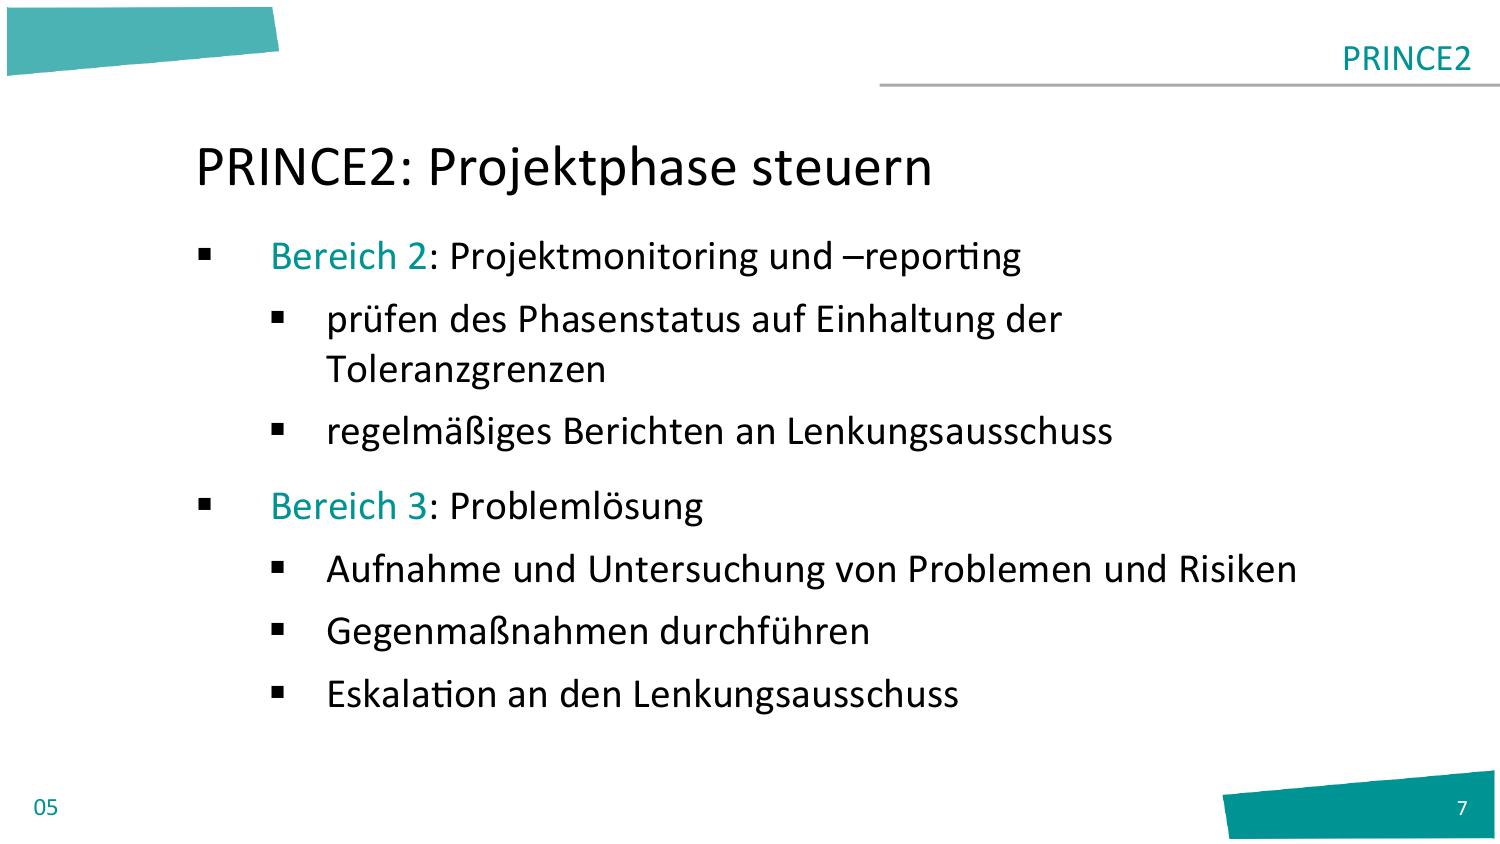 PRINCE2
PRINCE2: Projektphase steuern
▪ Bereich 2: Projektmonitoring und –reporting
▪ prüfen des Phasenstatus auf Einhaltung der
Toleranzgrenzen
▪ regelmäßiges Berichten an Lenkungsausschuss
▪ Bereich 3: Problemlösung
▪ Aufnahme und Untersuchung von Problemen und Risiken
▪ Gegenmaßnahmen durchführen
▪ Eskalation an den Lenkungsausschuss
05
7